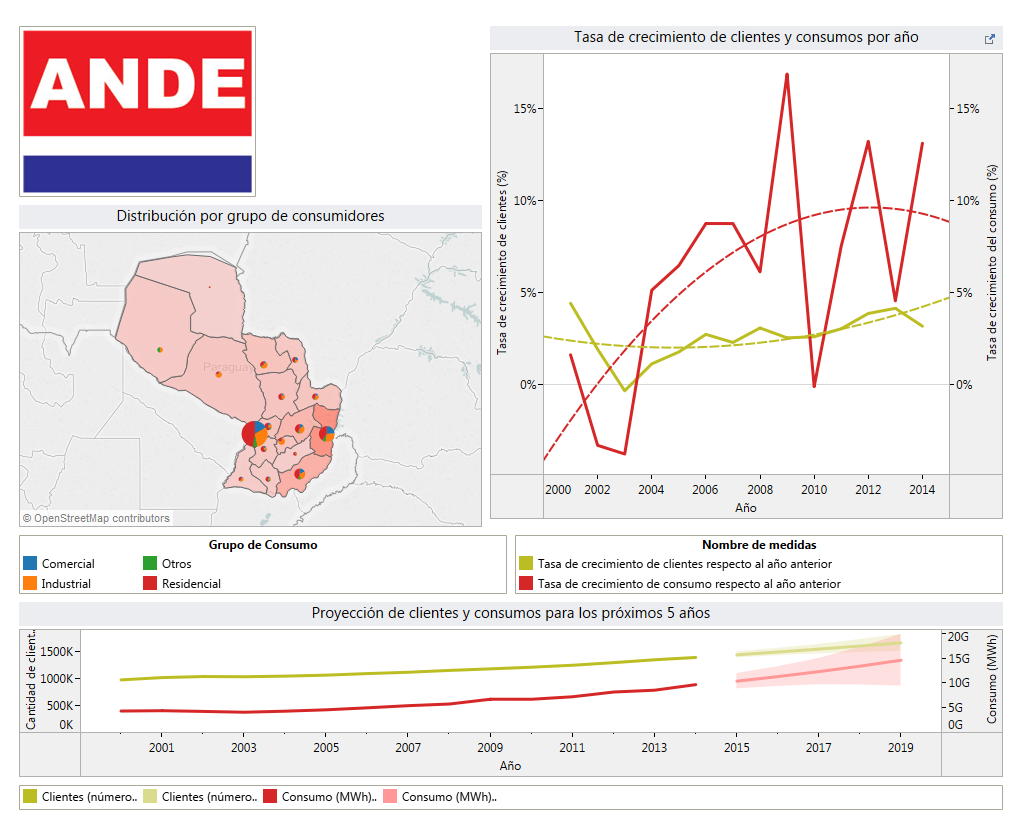 ANDE
Distribución por grupo de consumidores
Paraguay
© OpenStreetMap contributors
Tasa de crecimiento de clientes y consumos por año
Tasa de crecimiento de clientes (%)
15%
10%
5%
0%
15%
10%
5%
0%
Tasa de crecimiento del consumo (%)
2000 2002 2004 2006 2008 2010 2012 2014
Año
Grupo de Consumo
Comercial Otros
Industrial Residencial
Nombre de medidas
Tasa de crecimiento de clientes respecto al año anterior
Tasa de crecimiento de consumo respecto al año anterior
Proyección de clientes y consumos para los próximos 5 años
Cantidad de client..
1500K
1000K
500K
0K
20G
15G
10G
5G
0G
Consumo (MWh)
2001 2003 2005 2007 2009 2011 2013 2015 2017 2019
Año
Clientes (número.. Clientes (número.. Consumo (MWh).. Consumo (MWh)..